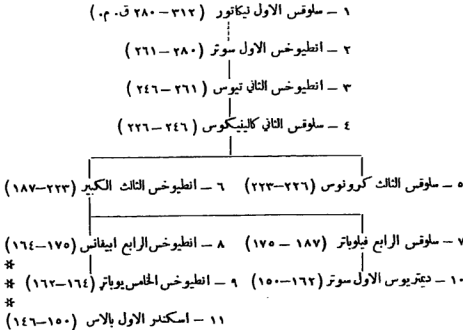 ١ – سلوقس الاول نيكاتور ( ٣١٢–٢٨٠ ق. م. )
٢ – انطيوخس الاول سوتر ( ٢٨٠–٢٦١ )
٣ – انطيوخس الثاني تيوس ( ٢٦١–٢٤٦ )
٤ – سلوقس الثاني كالينيكوس ( ٢٤٦–٢٢٦ )
٥ – سلوقس الثالث كرونوس ( ٢٢٦–٢٢٣ ) ٦ – انطيوخس الثالث الكبير ( ٢٢٣–١٨٧ )
٧ – سلوقس الرابع فيلوباتر ( ١٨٧ – ١٧٥ ) ٨ – انطيوخس الرابع ابيفانس ( ١٧٥–١٦٤ )
*
١٠ – ديمتريوس الاول سوتر ( ١٦٢–١٥٠ ) ٩ – انطيوخس الخامس يوباتر ( ١٦٤–١٦٢ ) *
*
١١ – اسكندر الاول بالاس ( ١٥٠–١٤٦ )